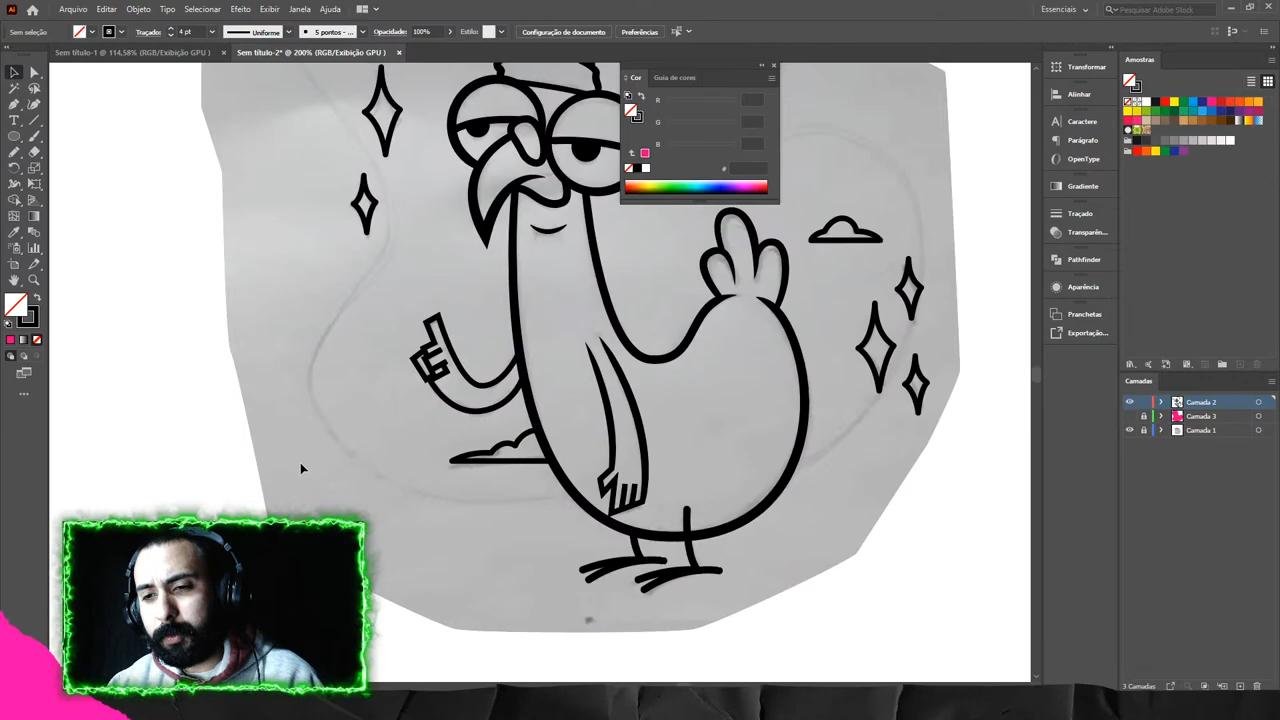 Arquivo Editar Objeto Tipo Selecionar Efeito Exibir Janela Ajuda Essenciais Pesquisar Adobe Stock
Sem seleção Traçado: 4 pt Uniforme 5 pontos - ... Opacidade: 100% Estilo: Configuração de documento Preferências
Sem título-1 @ 114,58% (RGB/Exibição GPU ) × Sem título-2* @ 200% (RGB/Exibição GPU ) ×
Cor Guia de cores
R
G
B
#
Transformar
Alinhar
Caractere
Parágrafo
OpenType
Gradiente
Traçado
Transparên...
Pathfinder
Aparência
Pranchetas
Exportação...
Amostras
Camadas
Camada 2
Camada 3
Camada 1
3 Camadas